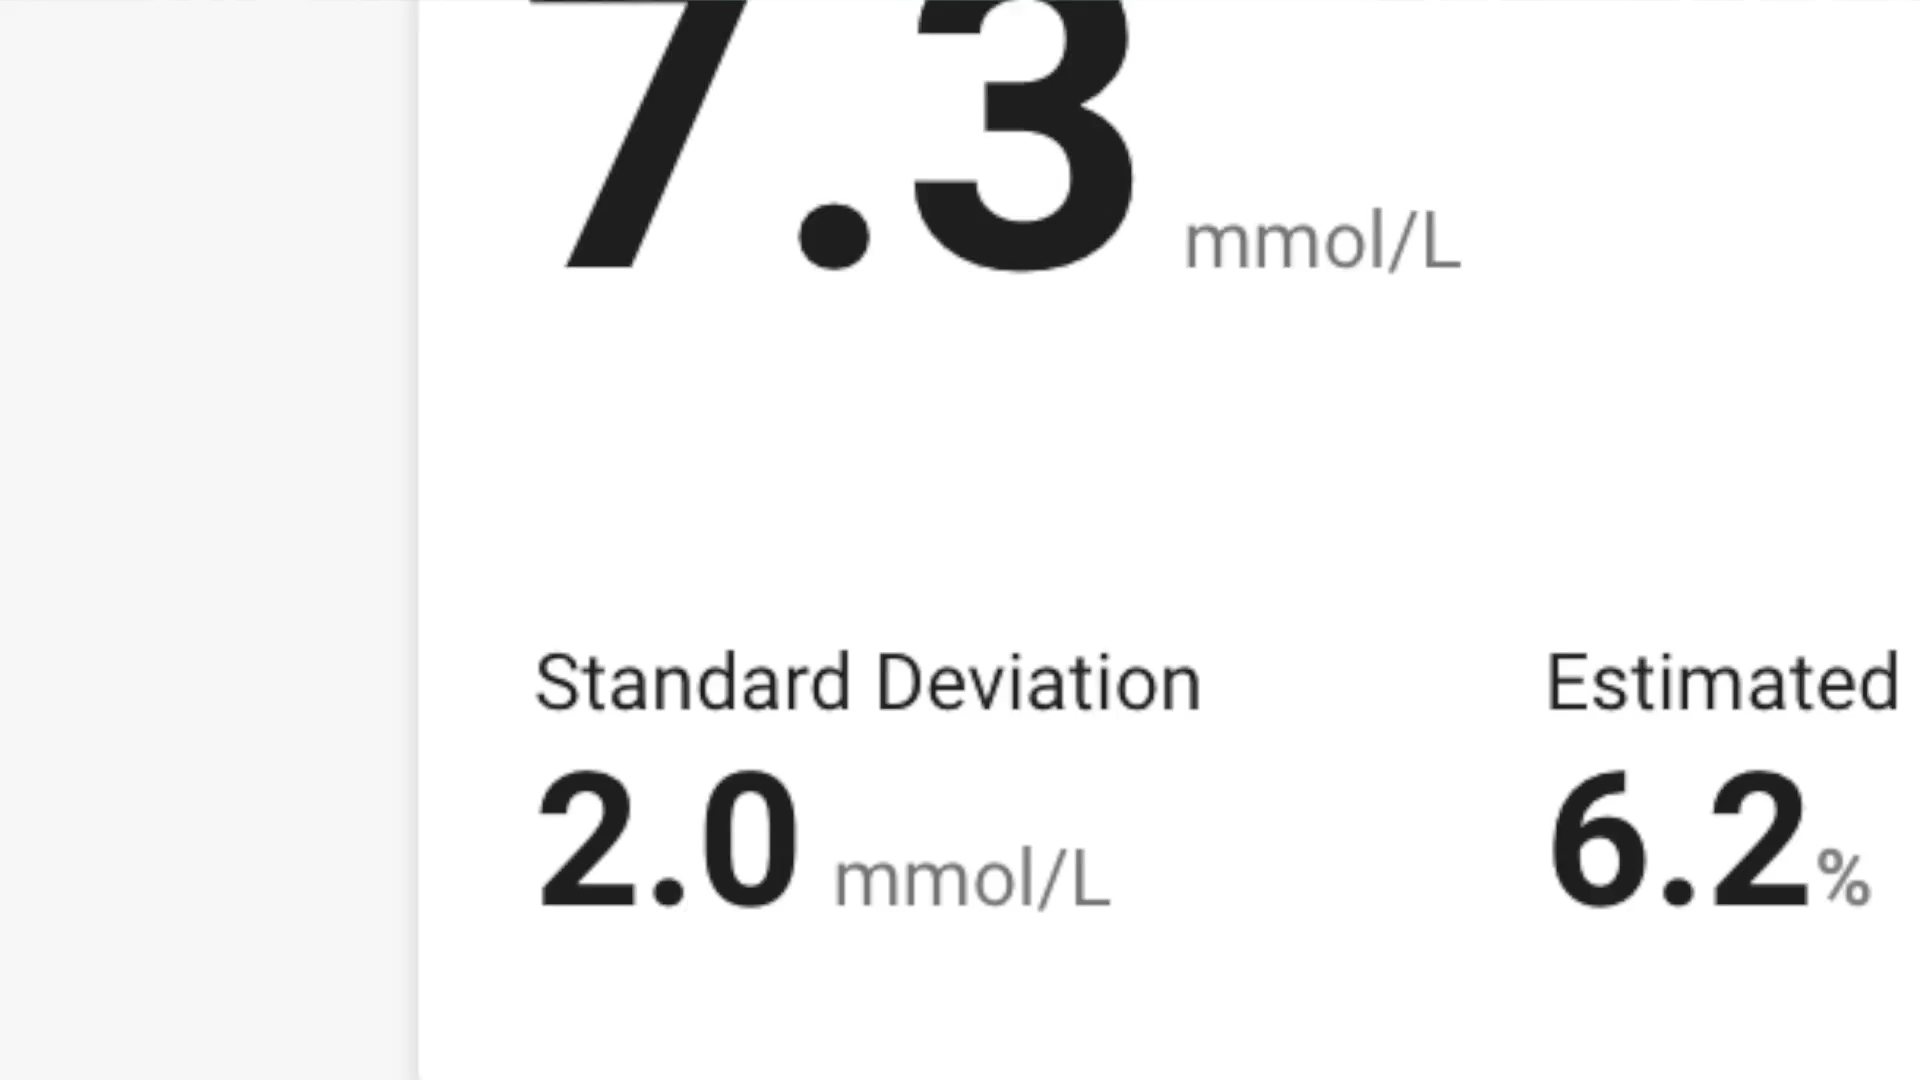 7.3 mmol/L
Standard Deviation
Estimated
2.0 mmol/L
6.2%